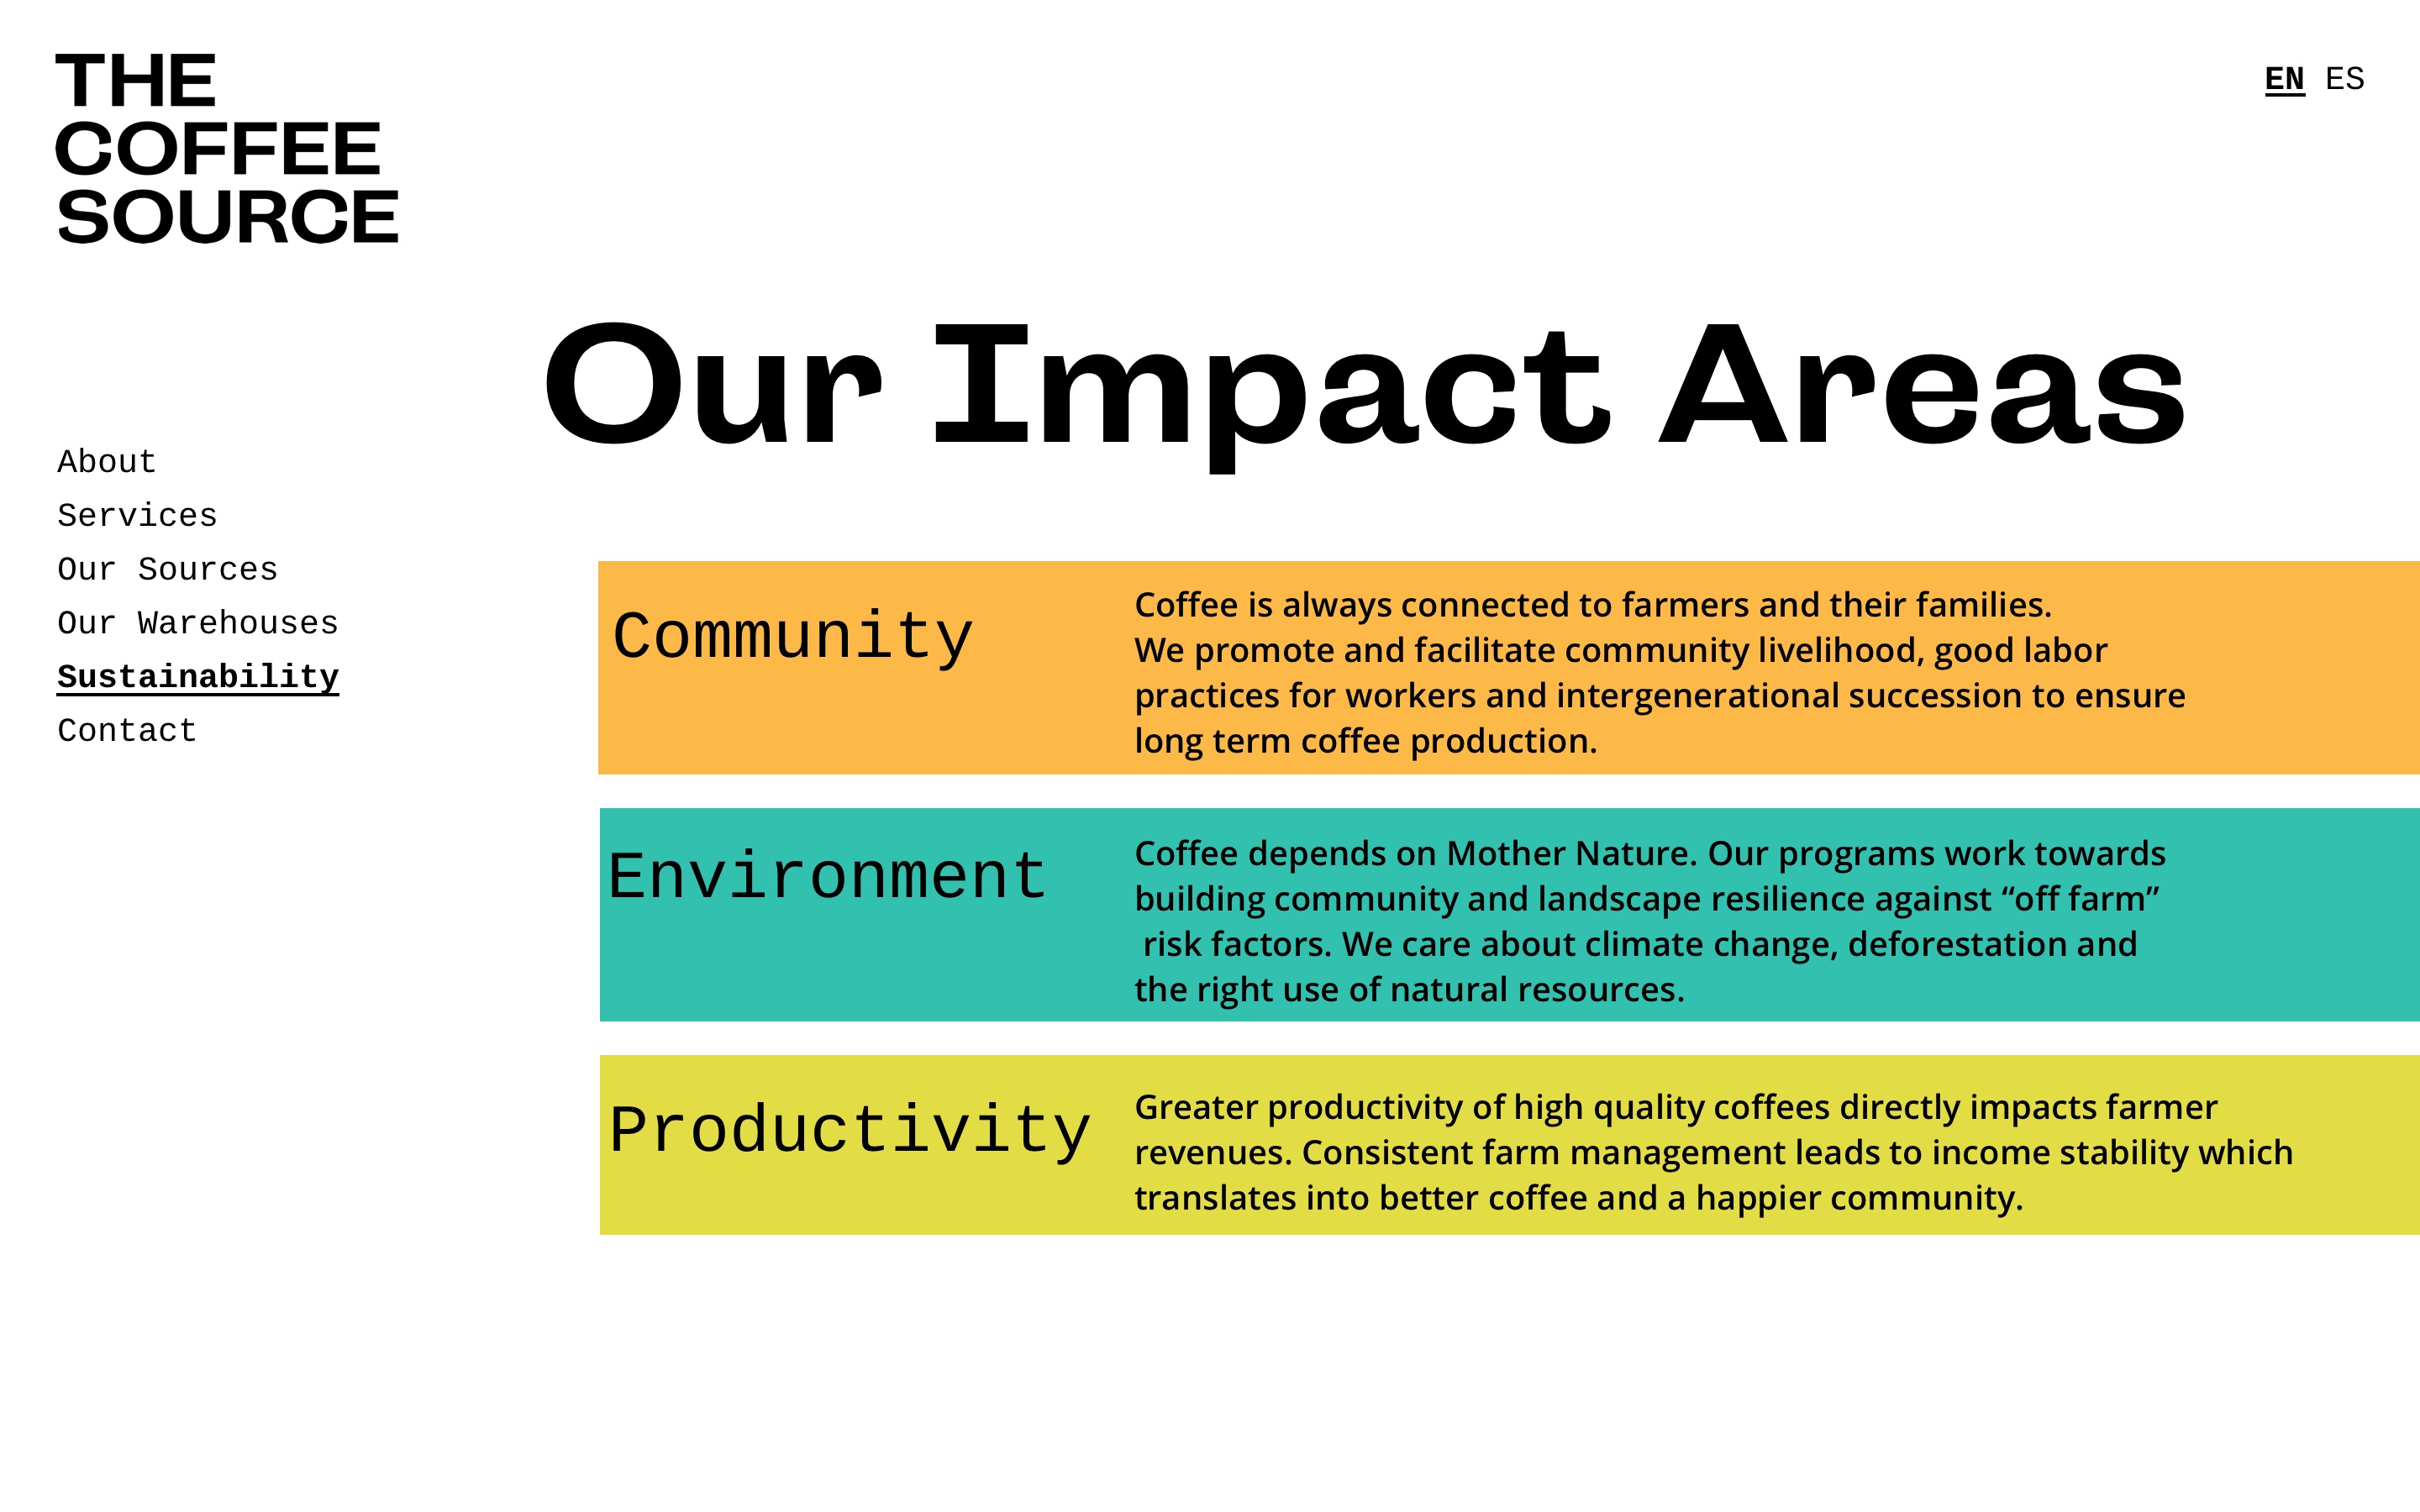 THE
COFFEE
SOURCE
EN ES
Our Impact Areas
About
Services
Our Sources
Our Warehouses
Sustainability
Contact
Community
Coffee is always connected to farmers and their families.
We promote and facilitate community livelihood, good labor
practices for workers and intergenerational succession to ensure
long term coffee production.
Environment
Coffee depends on Mother Nature. Our programs work towards
building community and landscape resilience against “off farm”
risk factors. We care about climate change, deforestation and
the right use of natural resources.
Productivity
Greater productivity of high quality coffees directly impacts farmer
revenues. Consistent farm management leads to income stability which
translates into better coffee and a happier community.